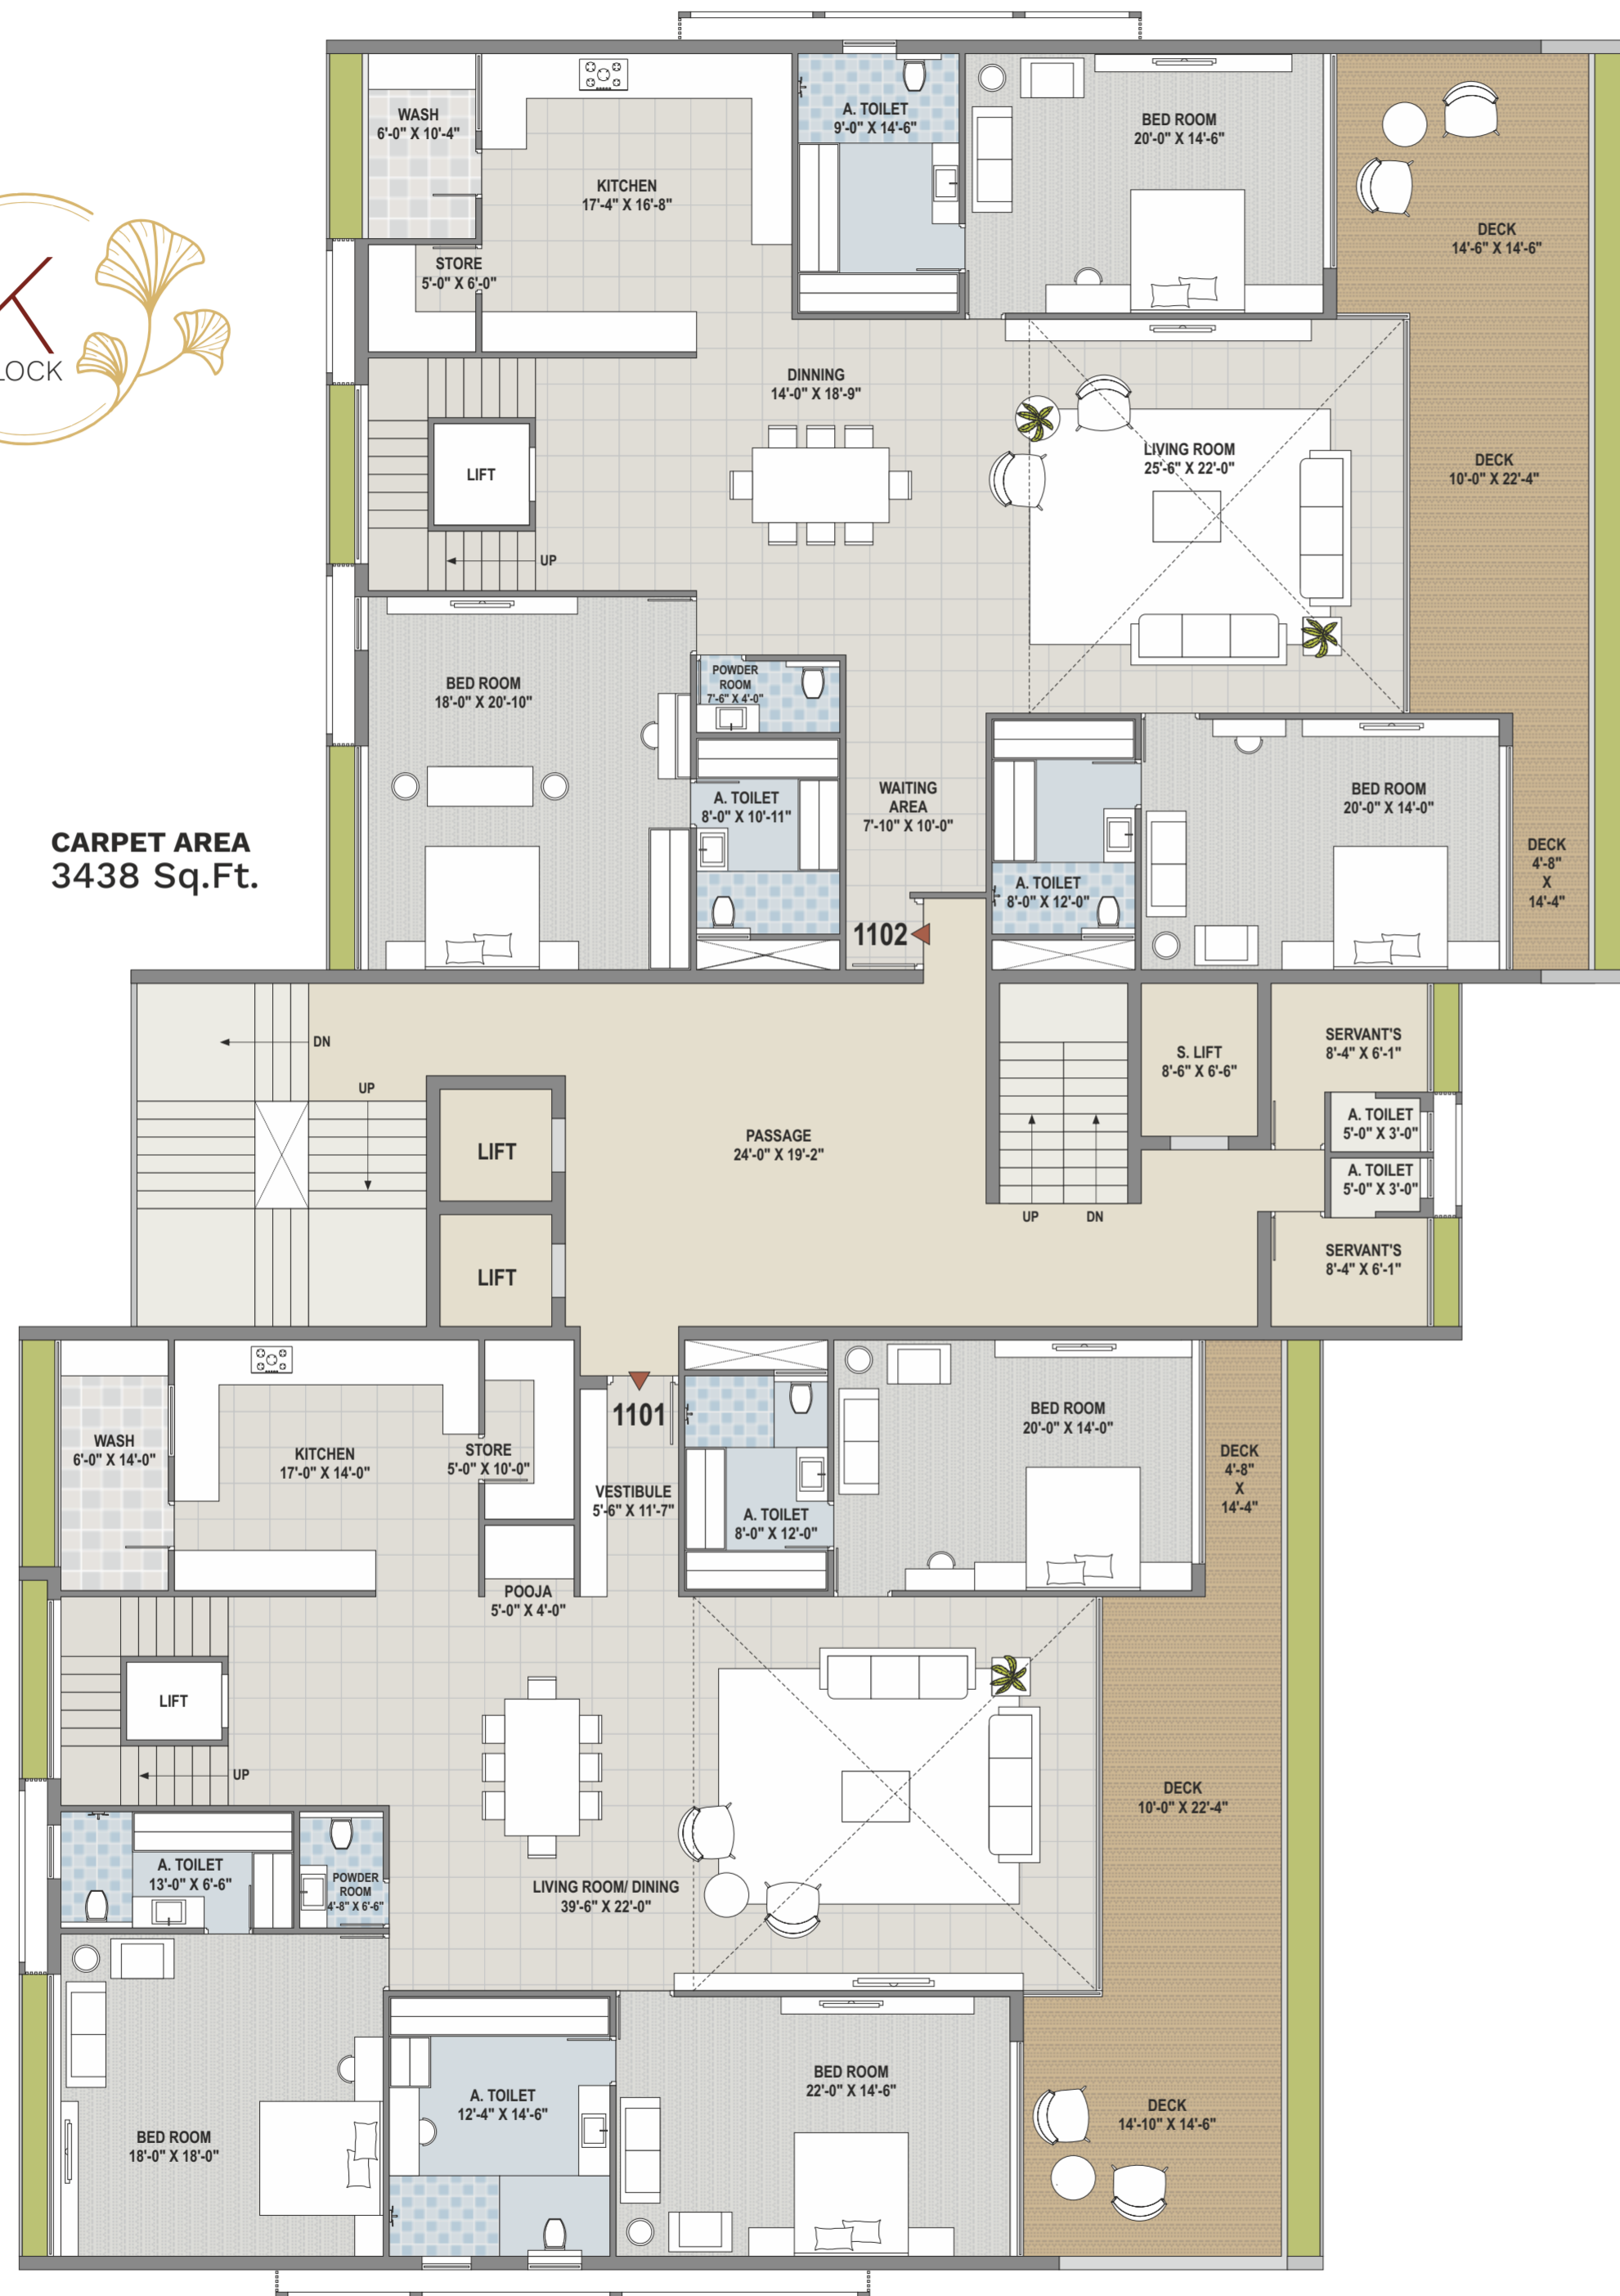 WASH
6'-0" X 10'-4"
KITCHEN
17'-4" X 16'-8"
A. TOILET
9'-0" X 14'-6"
BED ROOM
20'-0" X 14'-6"
DECK
14'-6" X 14'-6"
STORE
5'-0" X 6'-0"
K
LOCK
DINNING
14'-0" X 18'-9"
LIVING ROOM
25'-6" X 22'-0"
DECK
10'-0" X 22'-4"
LIFT
UP
BED ROOM
18'-0" X 20'-10"
POWDER
ROOM
7'-6" X 4'-0"
A. TOILET
8'-0" X 10'-11"
WAITING
AREA
7'-10" X 10'-0"
BED ROOM
20'-0" X 14'-0"
A. TOILET
8'-0" X 12'-0"
DECK
4'-8"
X
14'-4"
CARPET AREA
3438 Sq.Ft.
1102
DN
UP
LIFT
LIFT
PASSAGE
24'-0" X 19'-2"
UP
DN
S. LIFT
8'-6" X 6'-6"
SERVANT'S
8'-4" X 6'-1"
A. TOILET
5'-0" X 3'-0"
A. TOILET
5'-0" X 3'-0"
SERVANT'S
8'-4" X 6'-1"
1101
WASH
6'-0" X 14'-0"
KITCHEN
17'-0" X 14'-0"
STORE
5'-0" X 10'-0"
VESTIBULE
5'-6" X 11'-7"
A. TOILET
8'-0" X 12'-0"
BED ROOM
20'-0" X 14'-0"
DECK
4'-8"
X
14'-4"
POOJA
5'-0" X 4'-0"
LIFT
UP
DECK
10'-0" X 22'-4"
A. TOILET
13'-0" X 6'-6"
POWDER
ROOM
4'-8" X 6'-6"
LIVING ROOM/ DINING
39'-6" X 22'-0"
BED ROOM
18'-0" X 18'-0"
A. TOILET
12'-4" X 14'-6"
BED ROOM
22'-0" X 14'-6"
DECK
14'-10" X 14'-6"